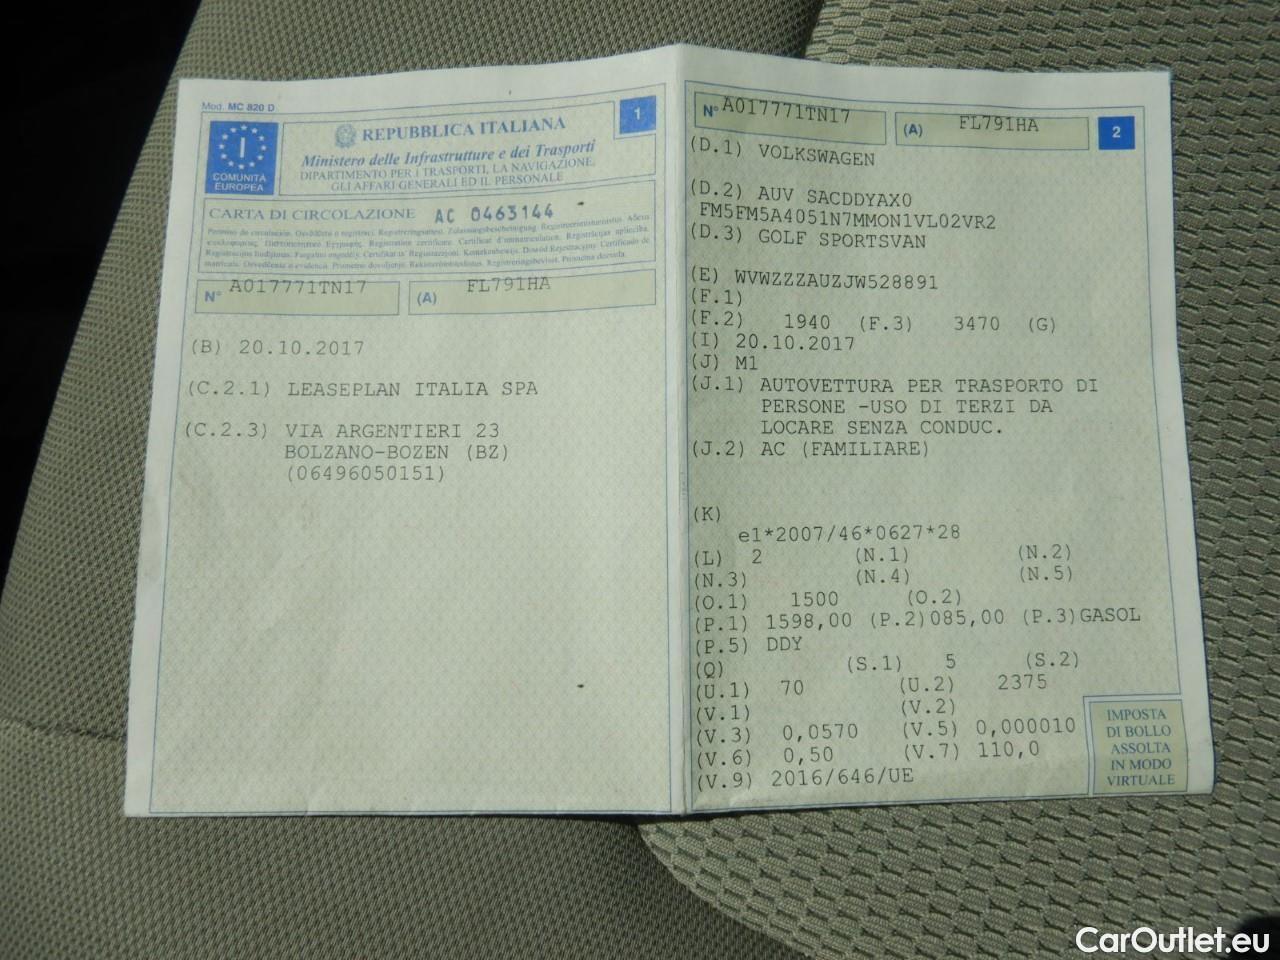 Mod. MC 820 D
1
I
COMUNITÀ
EUROPEA
REPUBBLICA ITALIANA
Ministero delle Infrastrutture e dei Trasporti
DIPARTIMENTO PER I TRASPORTI, LA NAVIGAZIONE,
GLI AFFARI GENERALI ED IL PERSONALE
CARTA DI CIRCOLAZIONE AC 0463144
N° A017771TN17 (A) FL791HA
(B) 20.10.2017
(C.2.1) LEASEPLAN ITALIA SPA
(C.2.3) VIA ARGENTIERI 23
BOLZANO-BOZEN (BZ)
(06496050151)
N° A017771TN17 (A) FL791HA 2
(D.1) VOLKSWAGEN
(D.2) AUV SACDDYAX0
FM5FM5A4051N7MMON1VL02VR2
(D.3) GOLF SPORTSVAN
(E) WVWZZZAUZJW528891
(F.1)
(F.2) 1940 (F.3) 3470 (G)
(I) 20.10.2017
(J) M1
(J.1) AUTOVETTURA PER TRASPORTO DI
PERSONE -USO DI TERZI DA
LOCARE SENZA CONDUC.
(J.2) AC (FAMILIARE)
(K)
e1*2007/46*0627*28
(L) 2 (N.1) (N.2)
(N.3) (N.4) (N.5)
(O.1) 1500 (O.2)
(P.1) 1598,00 (P.2)085,00 (P.3)GASOL
(P.5) DDY
(Q) (S.1) 5 (S.2)
(U.1) 70 (U.2) 2375
(V.1) (V.2)
(V.3) 0,0570 (V.5) 0,000010
(V.6) 0,50 (V.7) 110,0
(V.9) 2016/646/UE
IMPOSTA
DI BOLLO
ASSOLTA
IN MODO
VIRTUALE
CarOutlet.eu